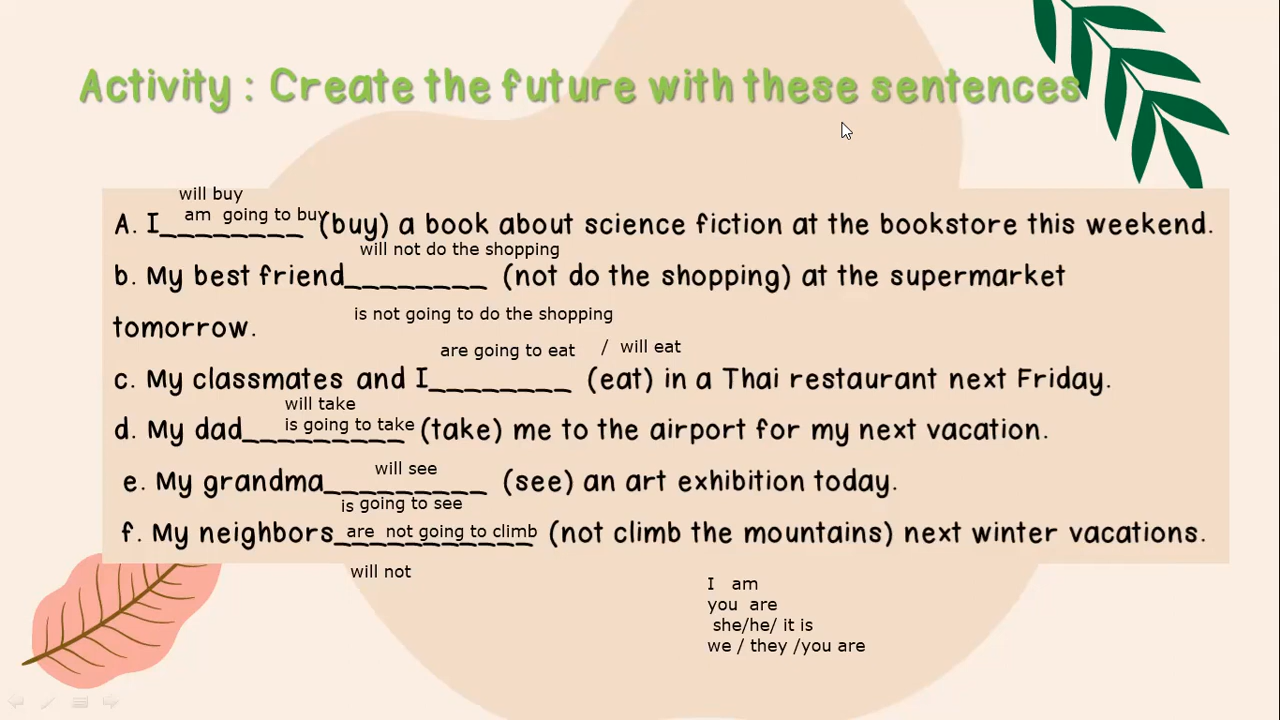 Activity : Create the future with these sentences
will buy
am going to buy
A. I________ (buy) a book about science fiction at the bookstore this weekend.
will not do the shopping
b. My best friend________ (not do the shopping) at the supermarket
is not going to do the shopping
tomorrow.
are going to eat / will eat
c. My classmates and I________ (eat) in a Thai restaurant next Friday.
will take
is going to take
d. My dad_________ (take) me to the airport for my next vacation.
will see
e. My grandma_________ (see) an art exhibition today.
is going to see
f. My neighbors___________ (not climb the mountains) next winter vacations.
are not going to climb
will not
I am
you are
she/he/ it is
we / they /you are